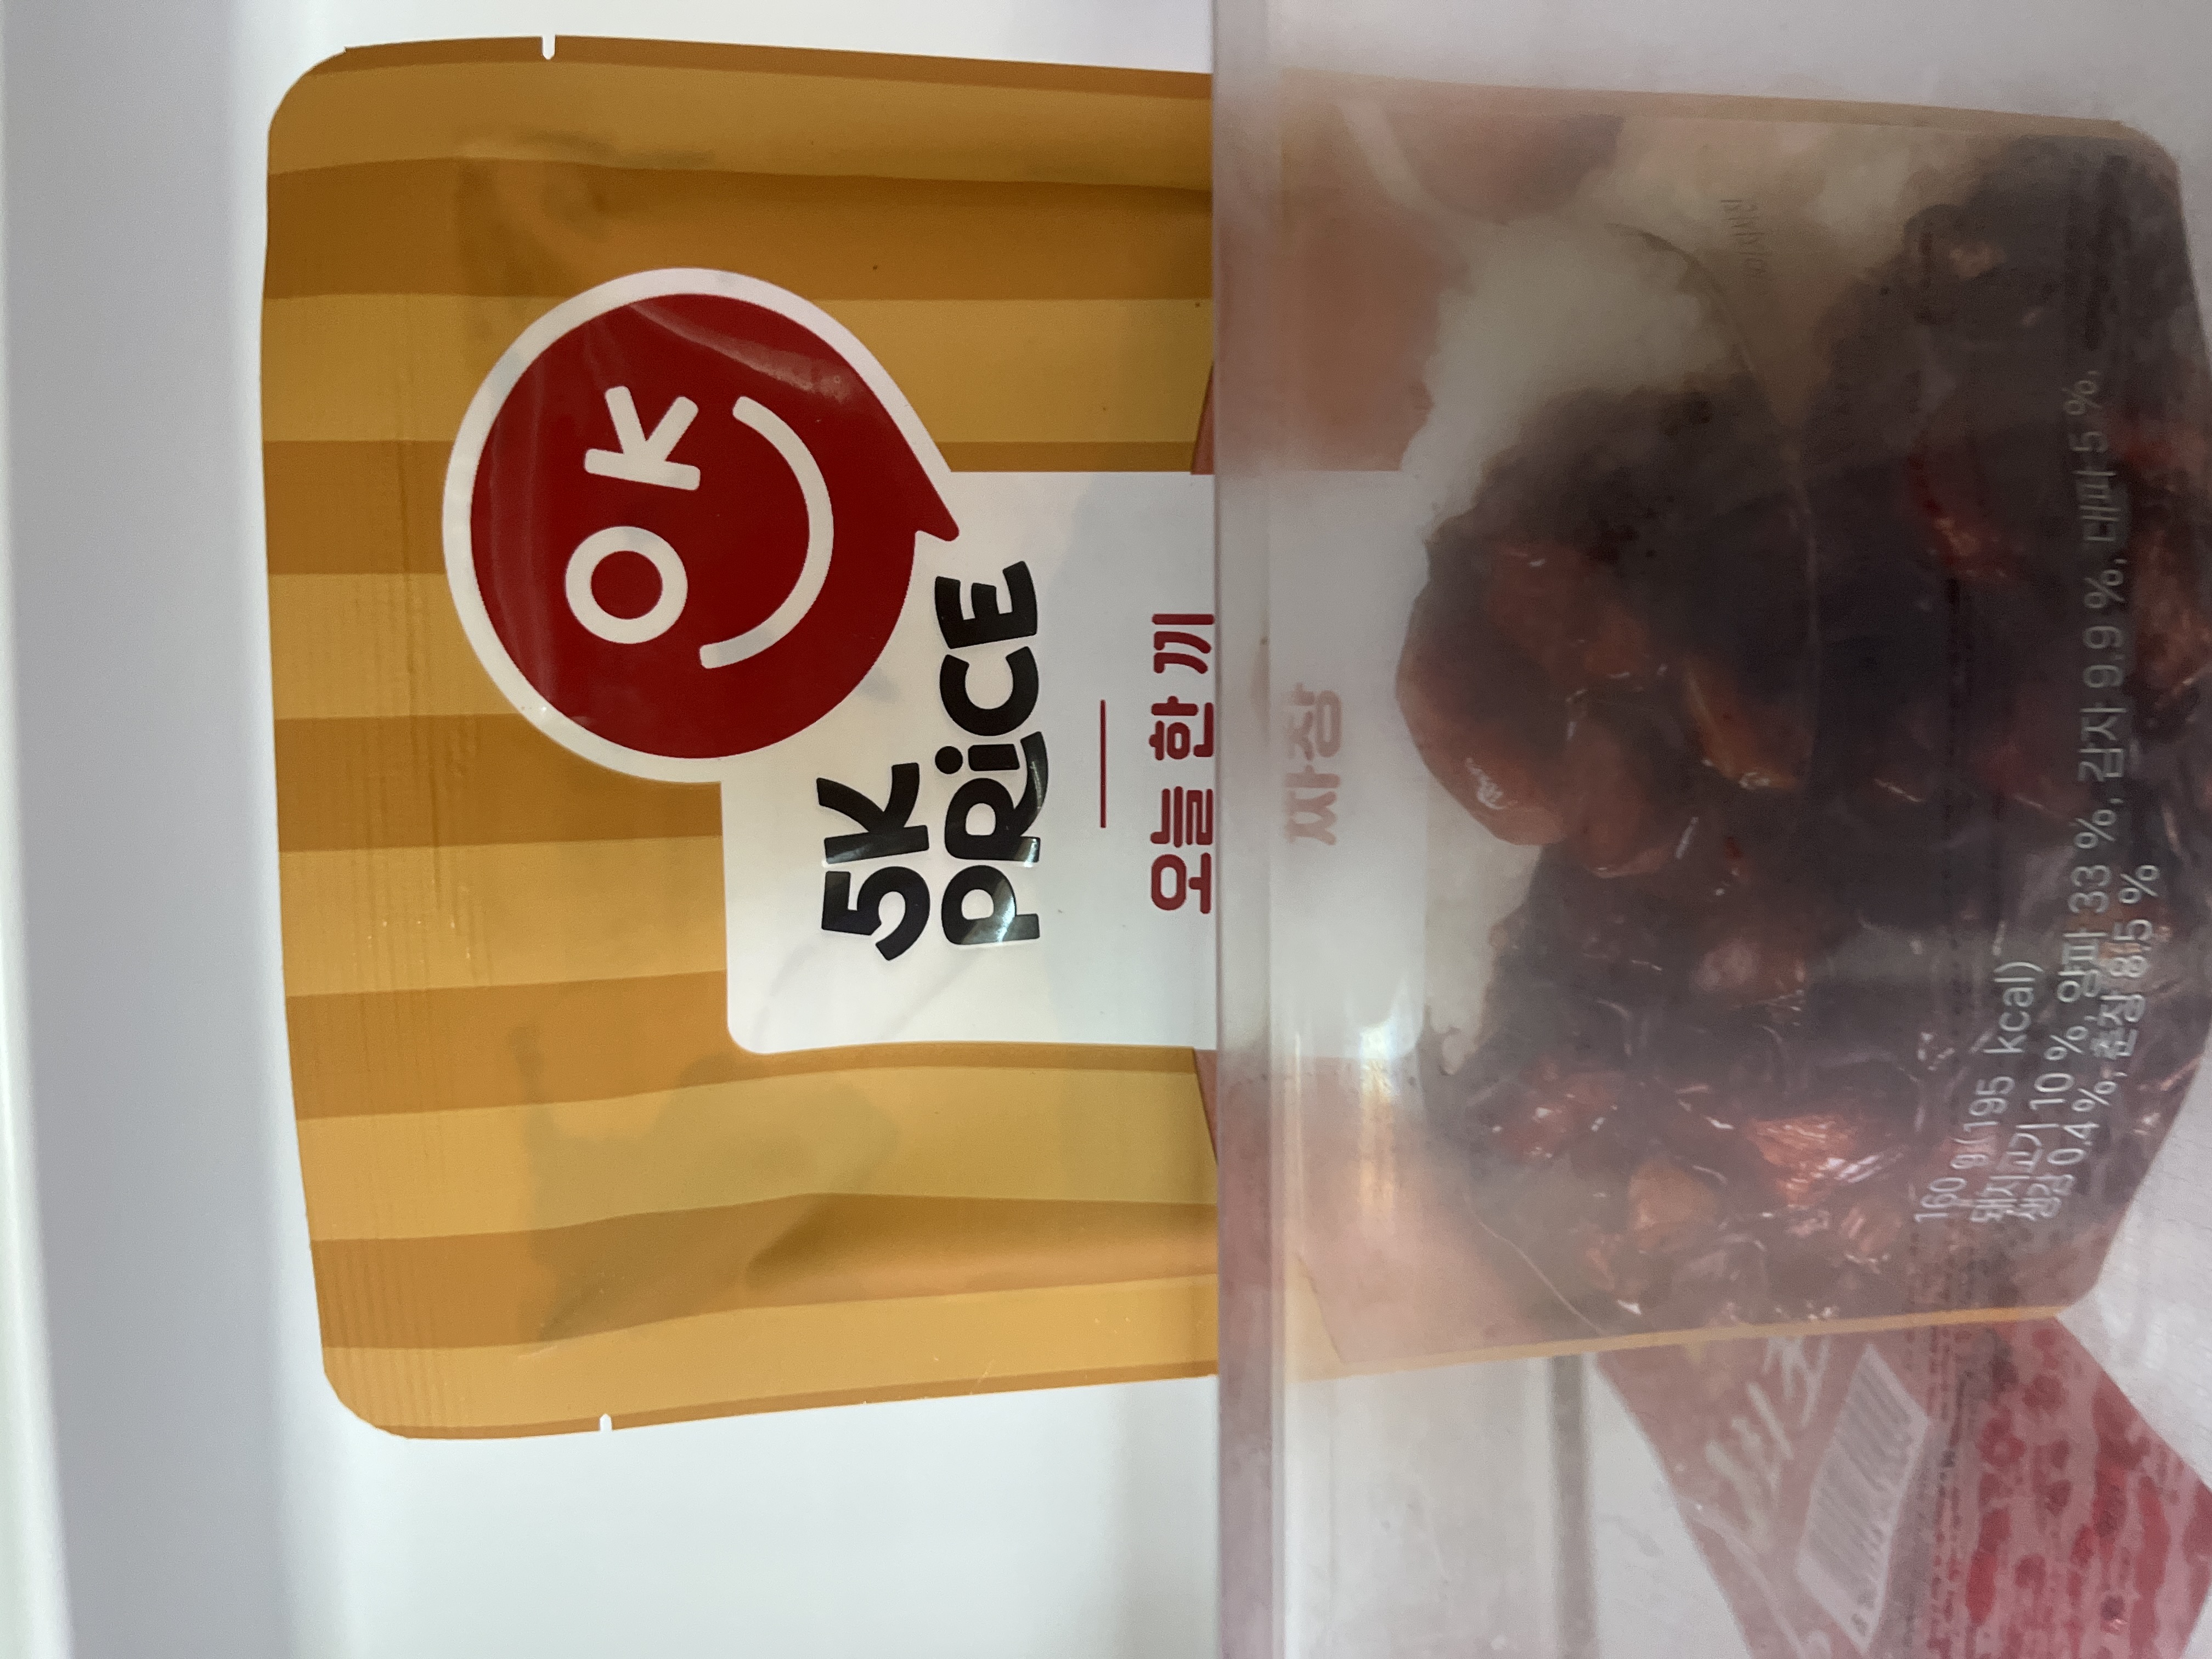 OK
5K
PRiCE
오늘 한 끼
짜장
160 g(195 kcal)
돼지고기 10 %, 양파 33 %, 감자 9.9 %, 대파 5 %,
생강 0.4 %, 춘장 8.5 %